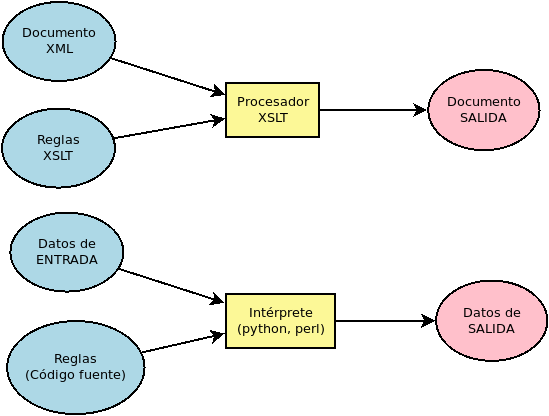 Documento
XML
Procesador
XSLT
Documento
SALIDA
Reglas
XSLT
Datos de
ENTRADA
Intérprete
(python, perl)
Datos de
SALIDA
Reglas
(Código fuente)